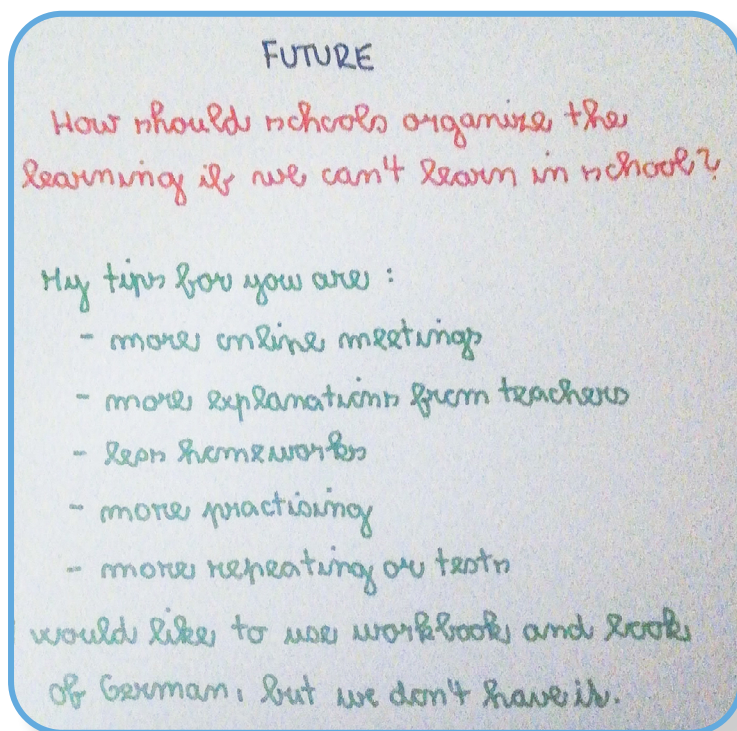 FUTURE
How should schools organize the
learning if we can't learn in school?
My tips for you are:
- more online meetings
- more explanations from teachers
- less homeworks
- more practising
- more repeating or tests
would like to use workbook and book
of German, but we don't have it.